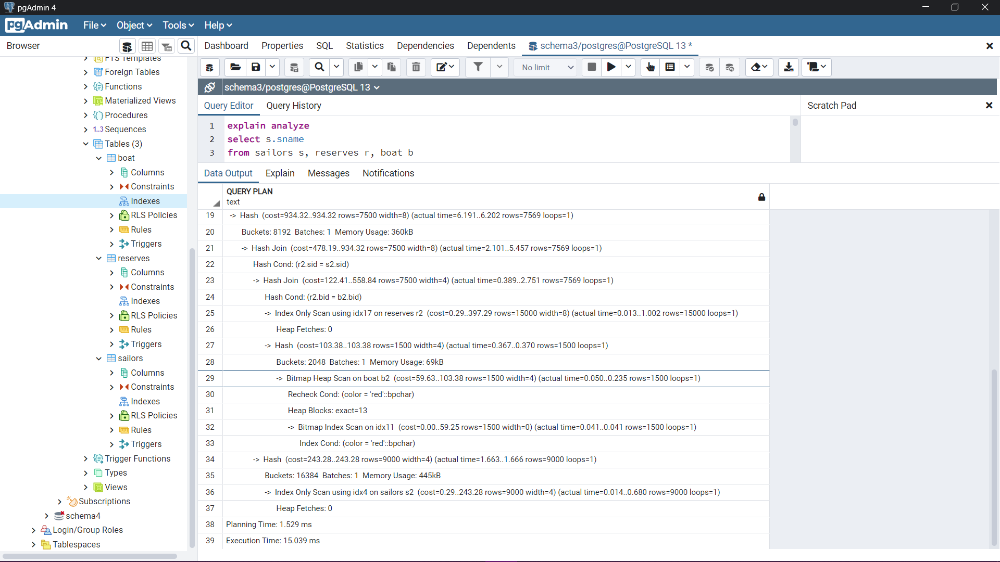 pgAdmin 4
pgAdmin File Object Tools Help
Browser
FTS Templates
Foreign Tables
Functions
Materialized Views
Procedures
1..3 Sequences
Tables (3)
boat
Columns
Constraints
Indexes
RLS Policies
Rules
Triggers
reserves
Columns
Constraints
Indexes
RLS Policies
Rules
Triggers
sailors
Columns
Constraints
Indexes
RLS Policies
Rules
Triggers
Trigger Functions
Types
Views
Subscriptions
schema4
Login/Group Roles
Tablespaces
Dashboard Properties SQL Statistics Dependencies Dependents schema3/postgres@PostgreSQL 13 *
No limit
schema3/postgres@PostgreSQL 13
Query Editor Query History
Scratch Pad
1 explain analyze
2 select s.sname
3 from sailors s, reserves r, boat b
Data Output Explain Messages Notifications
QUERY PLAN
text
19 -> Hash (cost=934.32..934.32 rows=7500 width=8) (actual time=6.191..6.202 rows=7569 loops=1)
20 Buckets: 8192 Batches: 1 Memory Usage: 360kB
21 -> Hash Join (cost=478.19..934.32 rows=7500 width=8) (actual time=2.101..5.457 rows=7569 loops=1)
22 Hash Cond: (r2.sid = s2.sid)
23 -> Hash Join (cost=122.41..558.84 rows=7500 width=4) (actual time=0.389..2.751 rows=7569 loops=1)
24 Hash Cond: (r2.bid = b2.bid)
25 -> Index Only Scan using idx17 on reserves r2 (cost=0.29..397.29 rows=15000 width=8) (actual time=0.013..1.002 rows=15000 loops=1)
26 Heap Fetches: 0
27 -> Hash (cost=103.38..103.38 rows=1500 width=4) (actual time=0.367..0.370 rows=1500 loops=1)
28 Buckets: 2048 Batches: 1 Memory Usage: 69kB
29 -> Bitmap Heap Scan on boat b2 (cost=59.63..103.38 rows=1500 width=4) (actual time=0.050..0.235 rows=1500 loops=1)
30 Recheck Cond: (color = 'red'::bpchar)
31 Heap Blocks: exact=13
32 -> Bitmap Index Scan on idx11 (cost=0.00..59.25 rows=1500 width=0) (actual time=0.041..0.041 rows=1500 loops=1)
33 Index Cond: (color = 'red'::bpchar)
34 -> Hash (cost=243.28..243.28 rows=9000 width=4) (actual time=1.663..1.666 rows=9000 loops=1)
35 Buckets: 16384 Batches: 1 Memory Usage: 445kB
36 -> Index Only Scan using idx4 on sailors s2 (cost=0.29..243.28 rows=9000 width=4) (actual time=0.014..0.680 rows=9000 loops=1)
37 Heap Fetches: 0
38 Planning Time: 1.529 ms
39 Execution Time: 15.039 ms